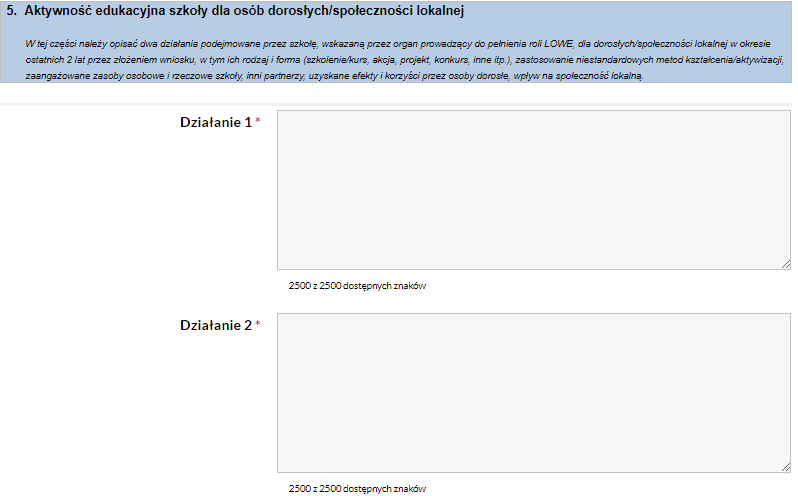 5. Aktywność edukacyjna szkoły dla osób dorosłych/społeczności lokalnej
W tej części należy opisać dwa działania podejmowane przez szkołę, wskazaną przez organ prowadzący do pełnienia roli LOWE, dla dorosłych/społeczności lokalnej w okresie
ostatnich 2 lat przez złożeniem wniosku, w tym ich rodzaj i forma (szkolenie/kurs, akcja, projekt, konkurs, inne itp.), zastosowanie niestandardowych metod kształcenia/aktywizacji,
zaangażowane zasoby osobowe i rzeczowe szkoły, inni partnerzy, uzyskane efekty i korzyści przez osoby dorosłe, wpływ na społeczność lokalną.
Działanie 1 *
2500 z 2500 dostępnych znaków
Działanie 2 *
2500 z 2500 dostępnych znaków